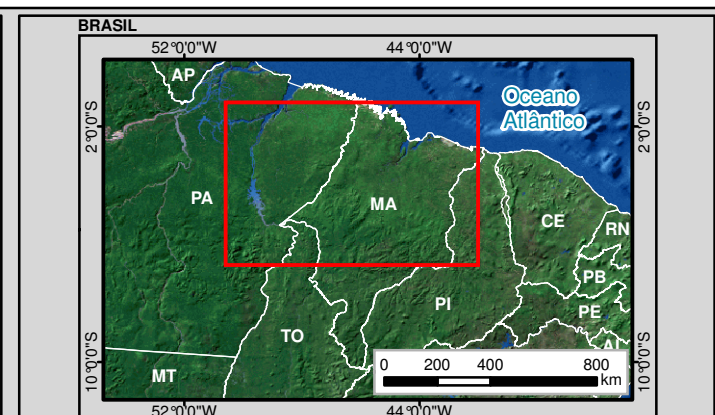 BRASIL
52°0'0"W 44°0'0"W
AP
Oceano
Atlântico
2°0'0"S 2°0'0"S
PA
MA
CE
RN
PB
PI
PE
TO
AL
MT
10°0'0"S 10°0'0"S
0 200 400 800
km
52°0'0"W 44°0'0"W